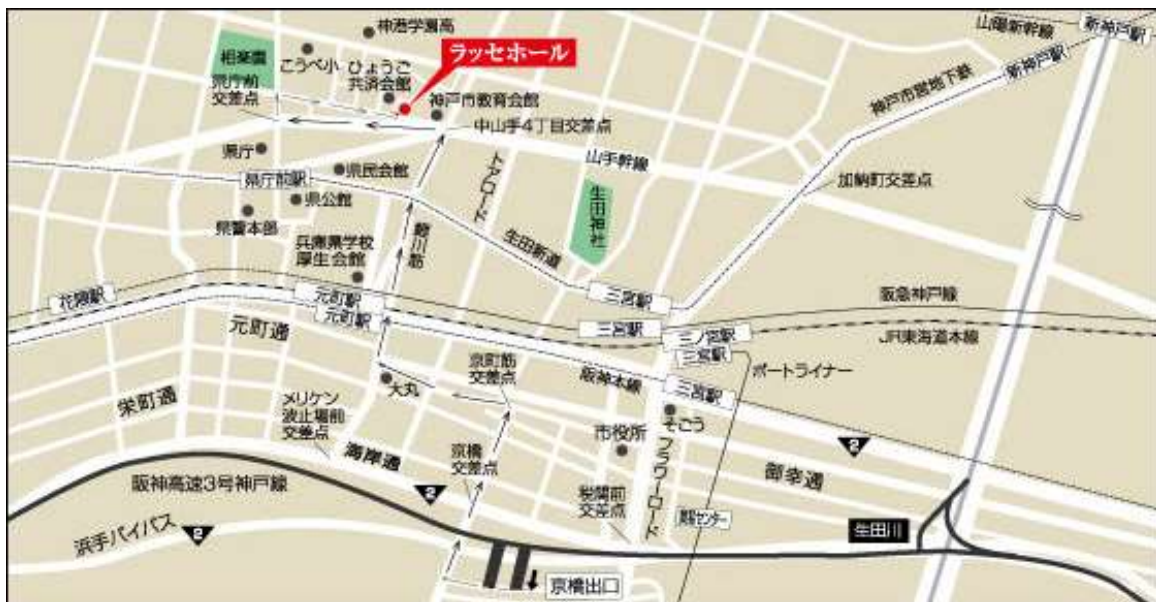 神港学園高
山陽新幹線
新神戸駅
相楽園
こうべ小
ひょうご
共済会館
ラッセホール
新神戸駅
県庁前
交差点
神戸市教育会館
神戸市営地下鉄
中山手4丁目交差点
県庁
県民会館
トアロード
山手幹線
加納町交差点
県庁前駅
県公館
生田神社
県警本部
兵庫県学校
厚生会館
鯉川筋
生田新道
花隈駅
元町駅
三宮駅
阪急神戸線
元町駅
元町通
三宮駅
三ノ宮駅
JR東海道本線
三宮駅
京町筋
交差点
阪神本線
ポートライナー
大丸
三宮駅
栄町通
メリケン
波止場前
交差点
そごう
市役所
2
海岸通
京橋
交差点
フラワーロード
御幸通
阪神高速3号神戸線
2
税関前
交差点
浜手バイパス
2
生田川
京橋出口